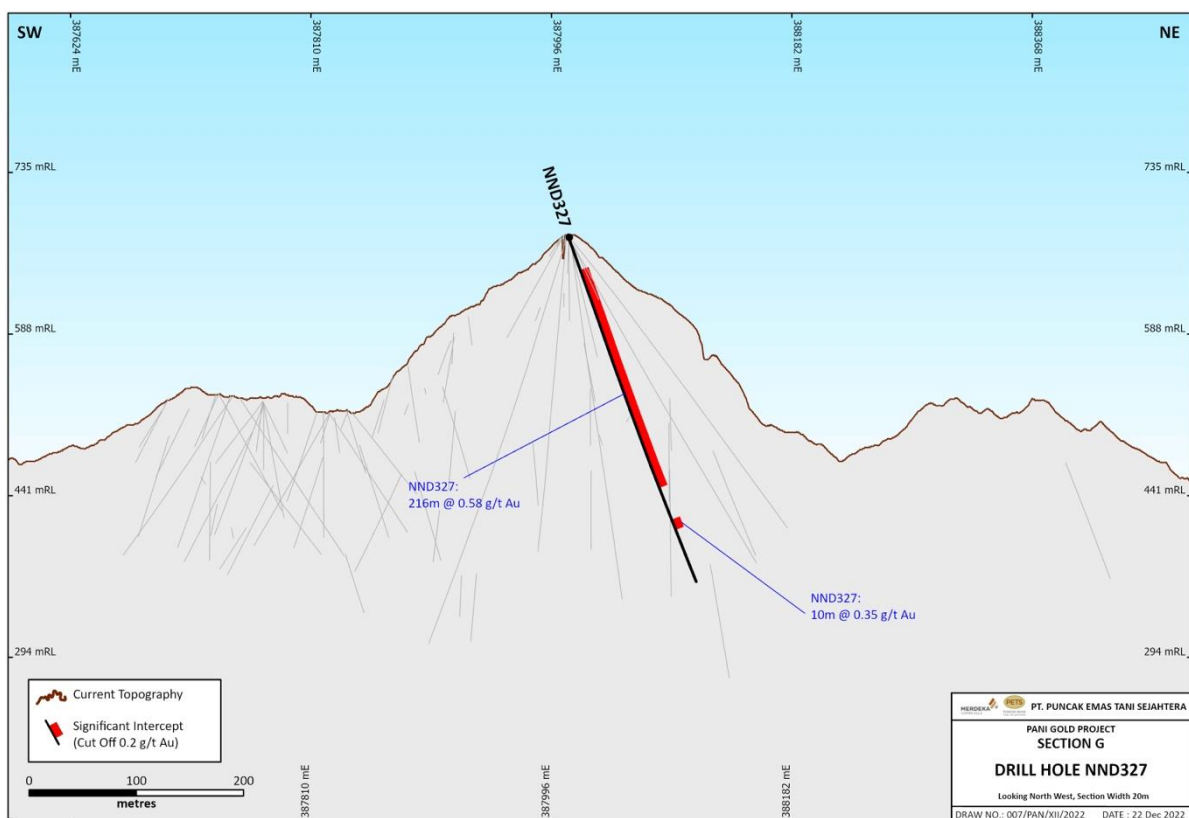 SW
387624 mE
387810 mE
387996 mE
388182 mE
388368 mE
NE
735 mRL
735 mRL
NND327
588 mRL
588 mRL
441 mRL
441 mRL
NND327:
216m @ 0.58 g/t Au
NND327:
10m @ 0.35 g/t Au
294 mRL
294 mRL
Current Topography
Significant Intercept
(Cut Off 0.2 g/t Au)
0 100 200
metres
387810 mE
387996 mE
388182 mE
MERDEKA
PETS
PT. PUNCAK EMAS TANI SEJAHTERA
PANI GOLD PROJECT
SECTION G
DRILL HOLE NND327
Looking North West, Section Width 20m
DRAW NO.: 007/PAN/XII/2022 DATE : 22 Dec 2022